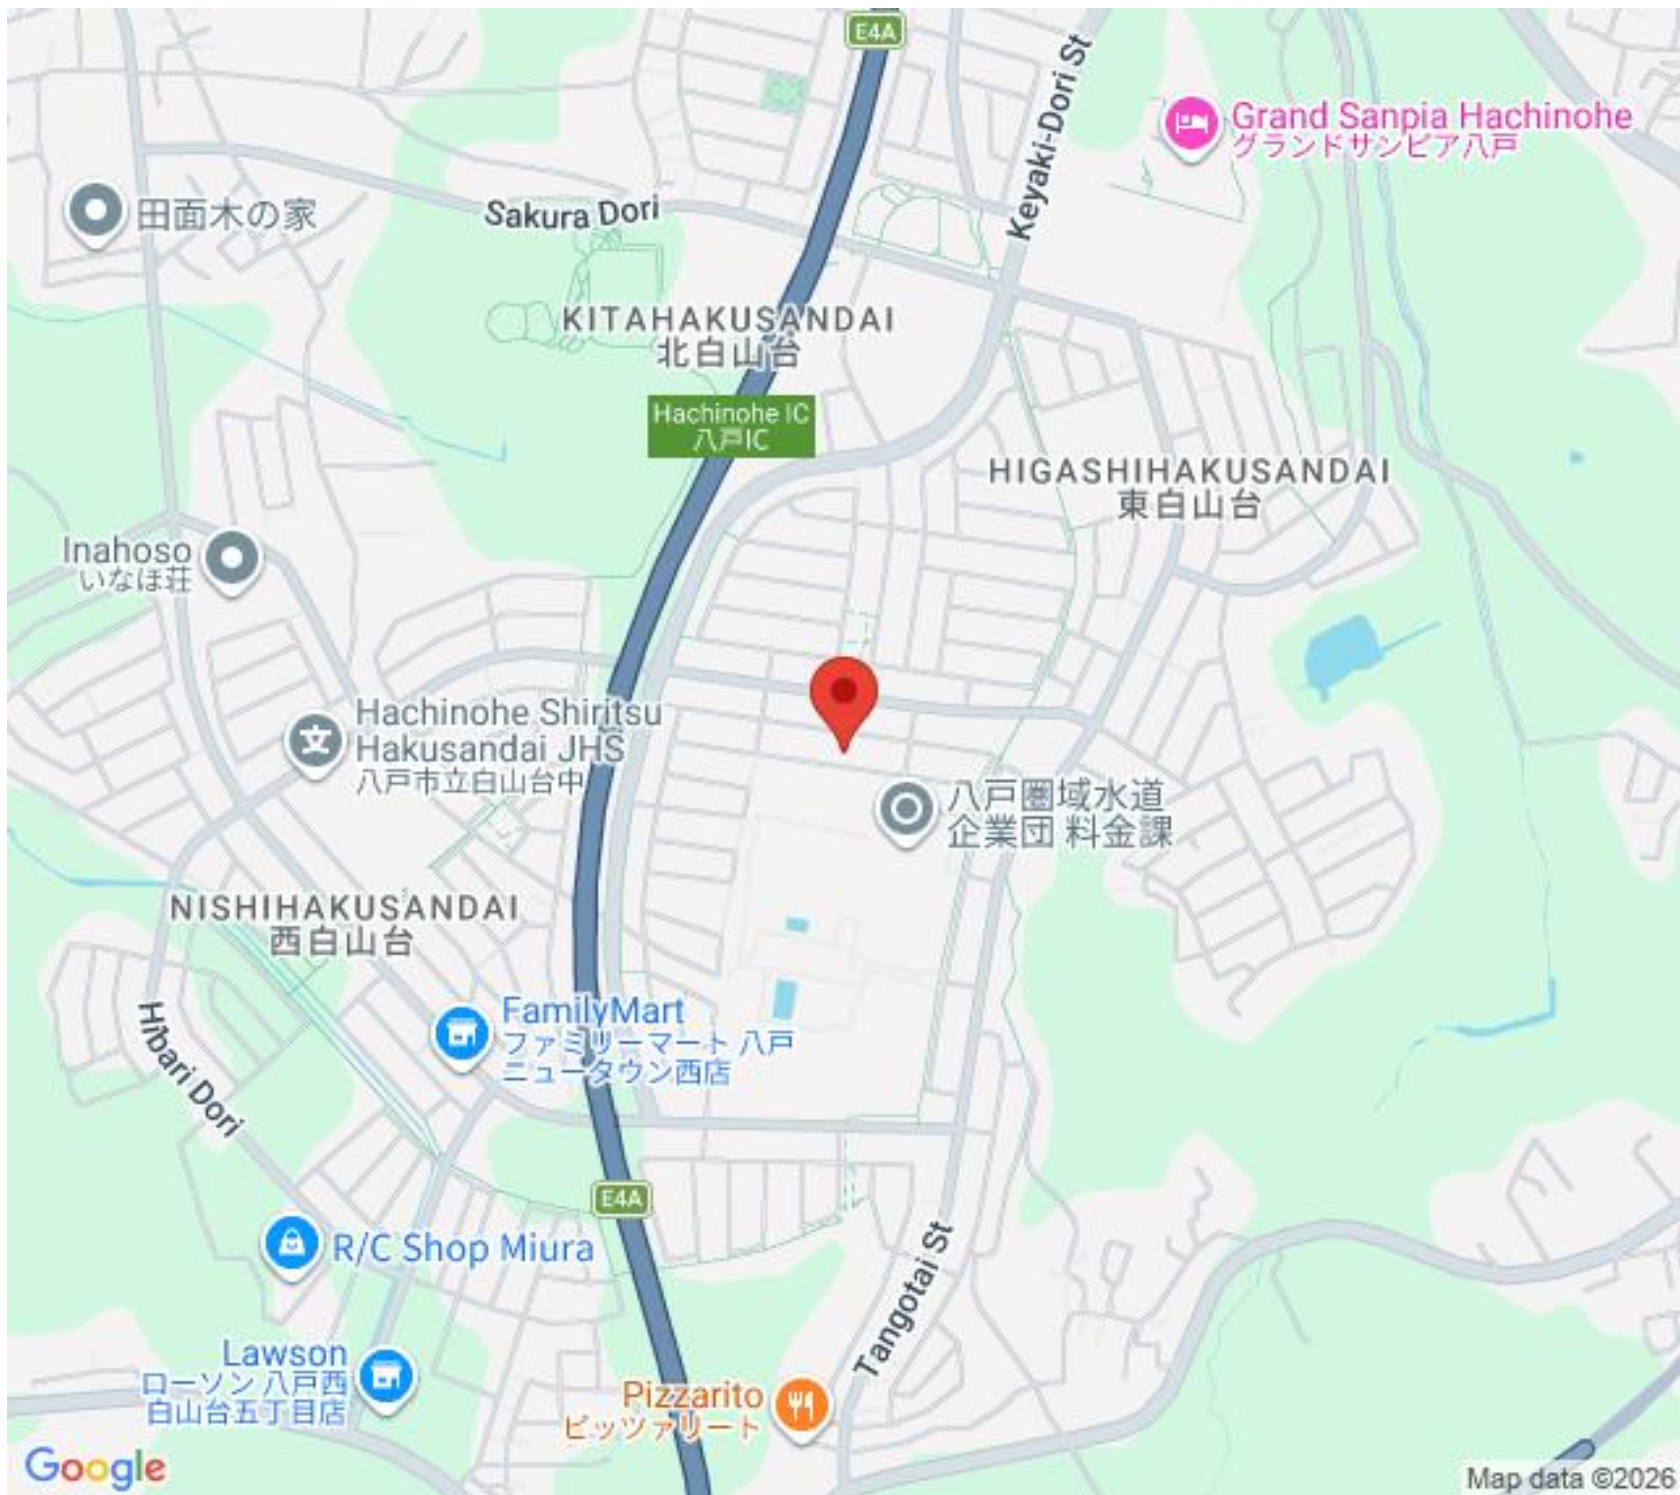 E4A
Keyaki-Dori St
Grand Sanpia Hachinohe
グランドサンピア八戸
田面木の家
Sakura Dori
KITAHAKUSANDAI
北白山台
Hachinohe IC
八戸IC
HIGASHIHAKUSANDAI
東白山台
Inahoso
いなほ荘
Hachinohe Shiritsu
Hakusandai JHS
八戸市立白山台中
八戸圏域水道
企業団 料金課
NISHIHAKUSANDAI
西白山台
FamilyMart
ファミリーマート 八戸
ニュータウン西店
Hibari Dori
E4A
R/C Shop Miura
Tangotai St
Lawson
ローソン 八戸西
白山台五丁目店
Pizzarito
ピッツァリート
Google
Map data ©2026